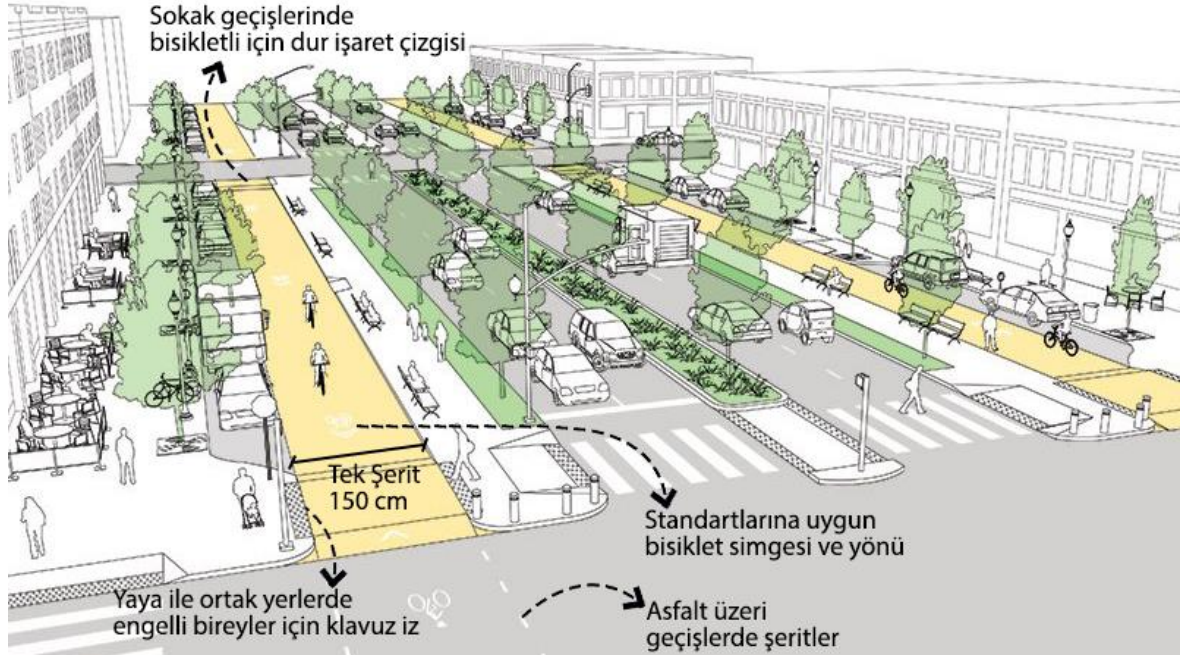 Sokak geçişlerinde
bisikletli için dur işaret çizgisi
Tek Şerit
150 cm
Standartlarına uygun
bisiklet simgesi ve yönü
Yaya ile ortak yerlerde
engelli bireyler için klavuz iz
Asfalt üzeri
geçişlerde şeritler